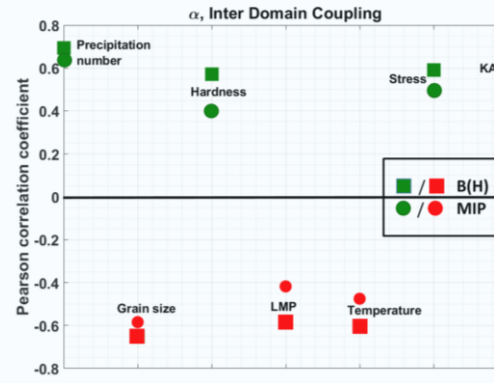 α, Inter Domain Coupling
Pearson correlation coefficient
0.8
0.6
0.4
0.2
0
-0.2
-0.4
-0.6
-0.8
Precipitation
number
Hardness
Stress
KA
/ B(H)
/ MIP
Grain size
LMP
Temperature